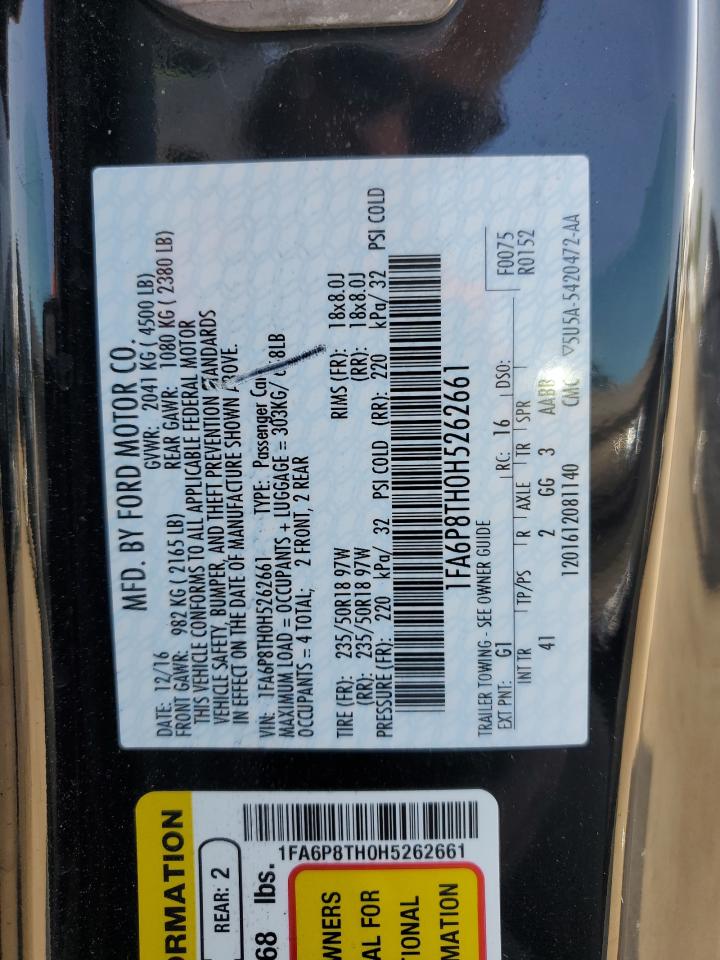 MFD. BY FORD MOTOR CO.
DATE: 12/16 GVWR: 2041 KG ( 4500 LB)
FRONT GAWR: 982 KG ( 2165 LB) REAR GAWR: 1080 KG ( 2380 LB)
THIS VEHICLE CONFORMS TO ALL APPLICABLE FEDERAL MOTOR
VEHICLE SAFETY, BUMPER, AND THEFT PREVENTION STANDARDS
IN EFFECT ON THE DATE OF MANUFACTURE SHOWN ABOVE.
VIN: 1FA6P8TH0H5262661 TYPE: Passenger Car
MAXIMUM LOAD = OCCUPANTS + LUGGAGE = 303KG/
OCCUPANTS = 4 TOTAL; 2 FRONT, 2 REAR
TIRE (FR): 235/50R18 97W RIMS (FR): 18x8.0J
(RR): 235/50R18 97W (RR): 18x8.0J
PRESSURE (FR): 220 kPa/ 32 PSI COLD (RR): 220 kPa/ 32 PSI COLD
1FA6P8TH0H5262661
TRAILER TOWING - SEE OWNER GUIDE
F0075
EXT PNT: G1 RC: 16 DSO: R0152
INT TR TP/PS R AXLE TR SPR
41 2 GG 3 AABB
CMC ▽5U5A-5420472-AA
1201612081140
ORMATION
REAR: 2
68 lbs.
1FA6P8TH0H5262661
WNERS
AL FOR
TIONAL
MATION